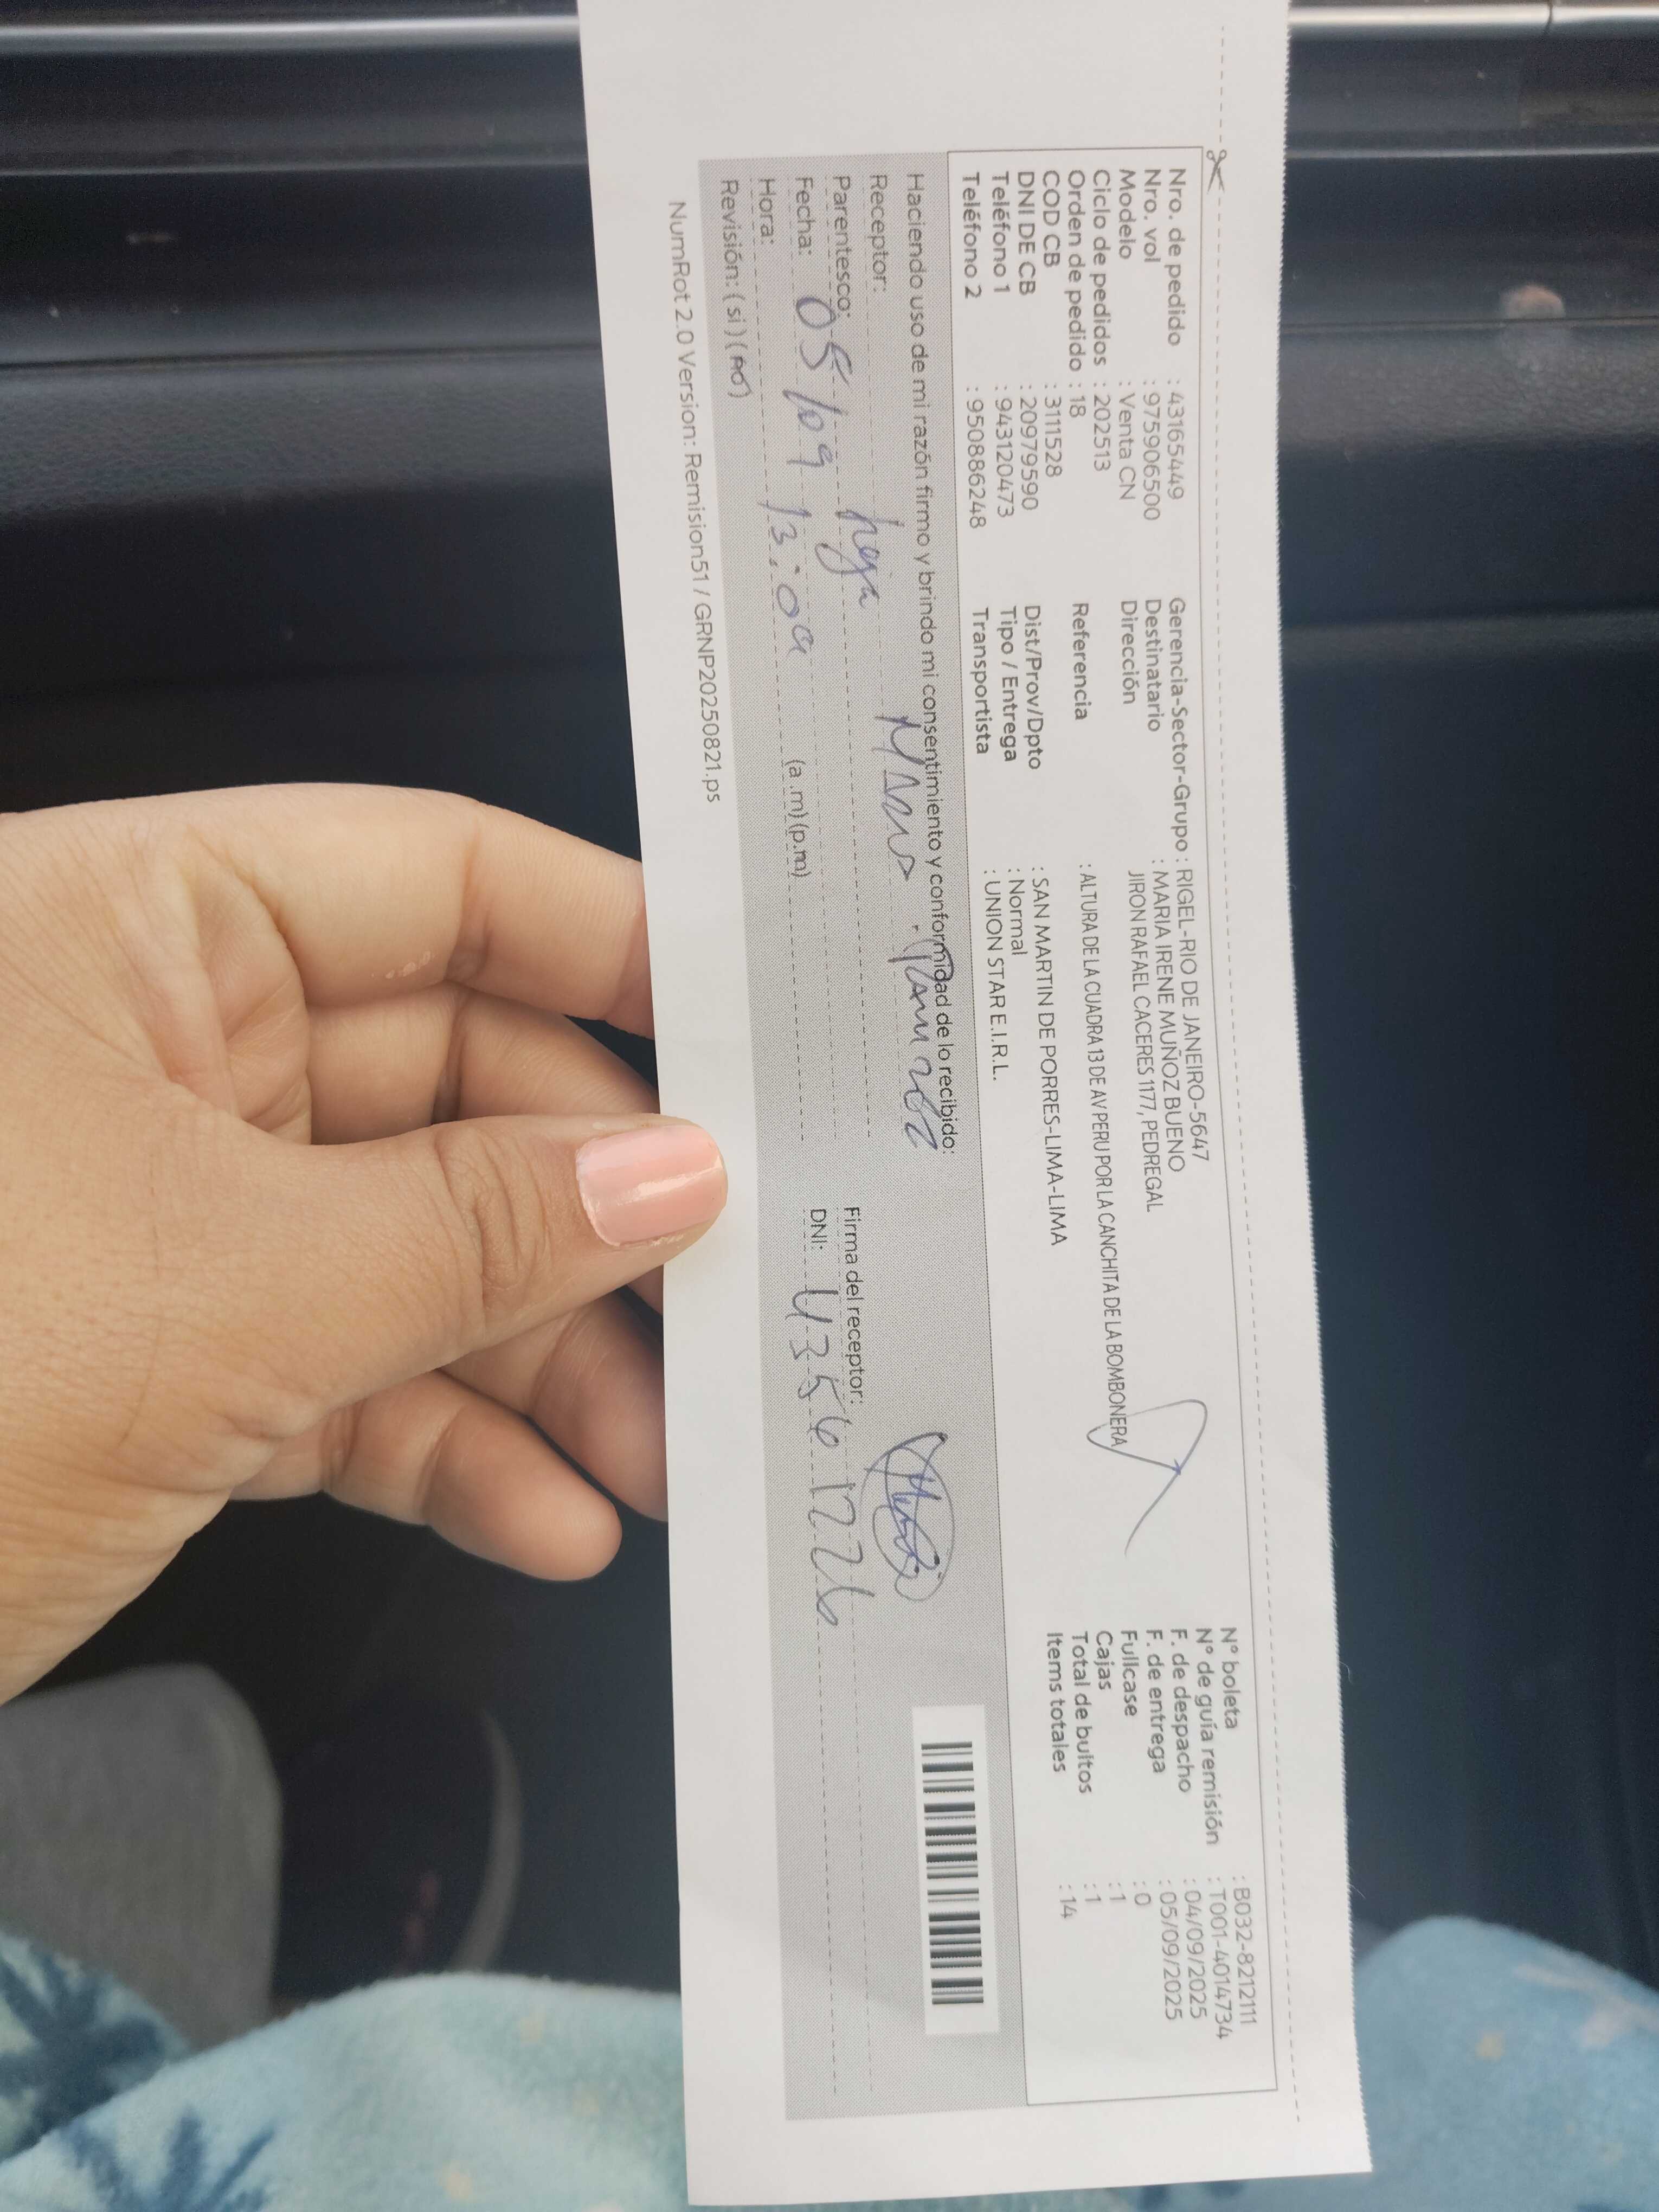 Nro. de pedido : 43165449
Nro. vol : 975906500
Modelo : Venta CN
Ciclo de pedidos : 202513
Orden de pedido : 18
COD CB : 3111528
DNI DE CB : 20979590
Teléfono 1 : 943120473
Teléfono 2 : 950886248
Gerencia-Sector-Grupo : RIGEL-RIO DE JANEIRO-5647
Destinatario : MARIA IRENE MUÑOZ BUENO
Dirección JIRON RAFAEL CACERES 1177, PEDREGAL
Referencia : ALTURA DE LA CUADRA 13 DE AV PERU POR LA CANCHITA DE LA BOMBONERA
Dist/Prov/Dpto : SAN MARTIN DE PORRES-LIMA-LIMA
Tipo / Entrega : Normal
Transportista : UNION STAR E.I.R.L.
N° boleta : B032-8212111
N° de guía remisión : T001-4014734
F. de despacho : 04/09/2025
F. de entrega : 05/09/2025
Fullcase : 0
Cajas : 1
Total de bultos : 1
Items totales : 14
Haciendo uso de mi razón firmo y brindo mi consentimiento y conformidad de lo recibido:
Receptor:
Parentesco:
Fecha: 05/09
Hora: 13:00 (a.m)(p.m)
Revisión: (si) (no)
Firma del receptor:
DNI: 43561226
NumRot 2.0 Version: Remision51 / GRNP20250821.ps